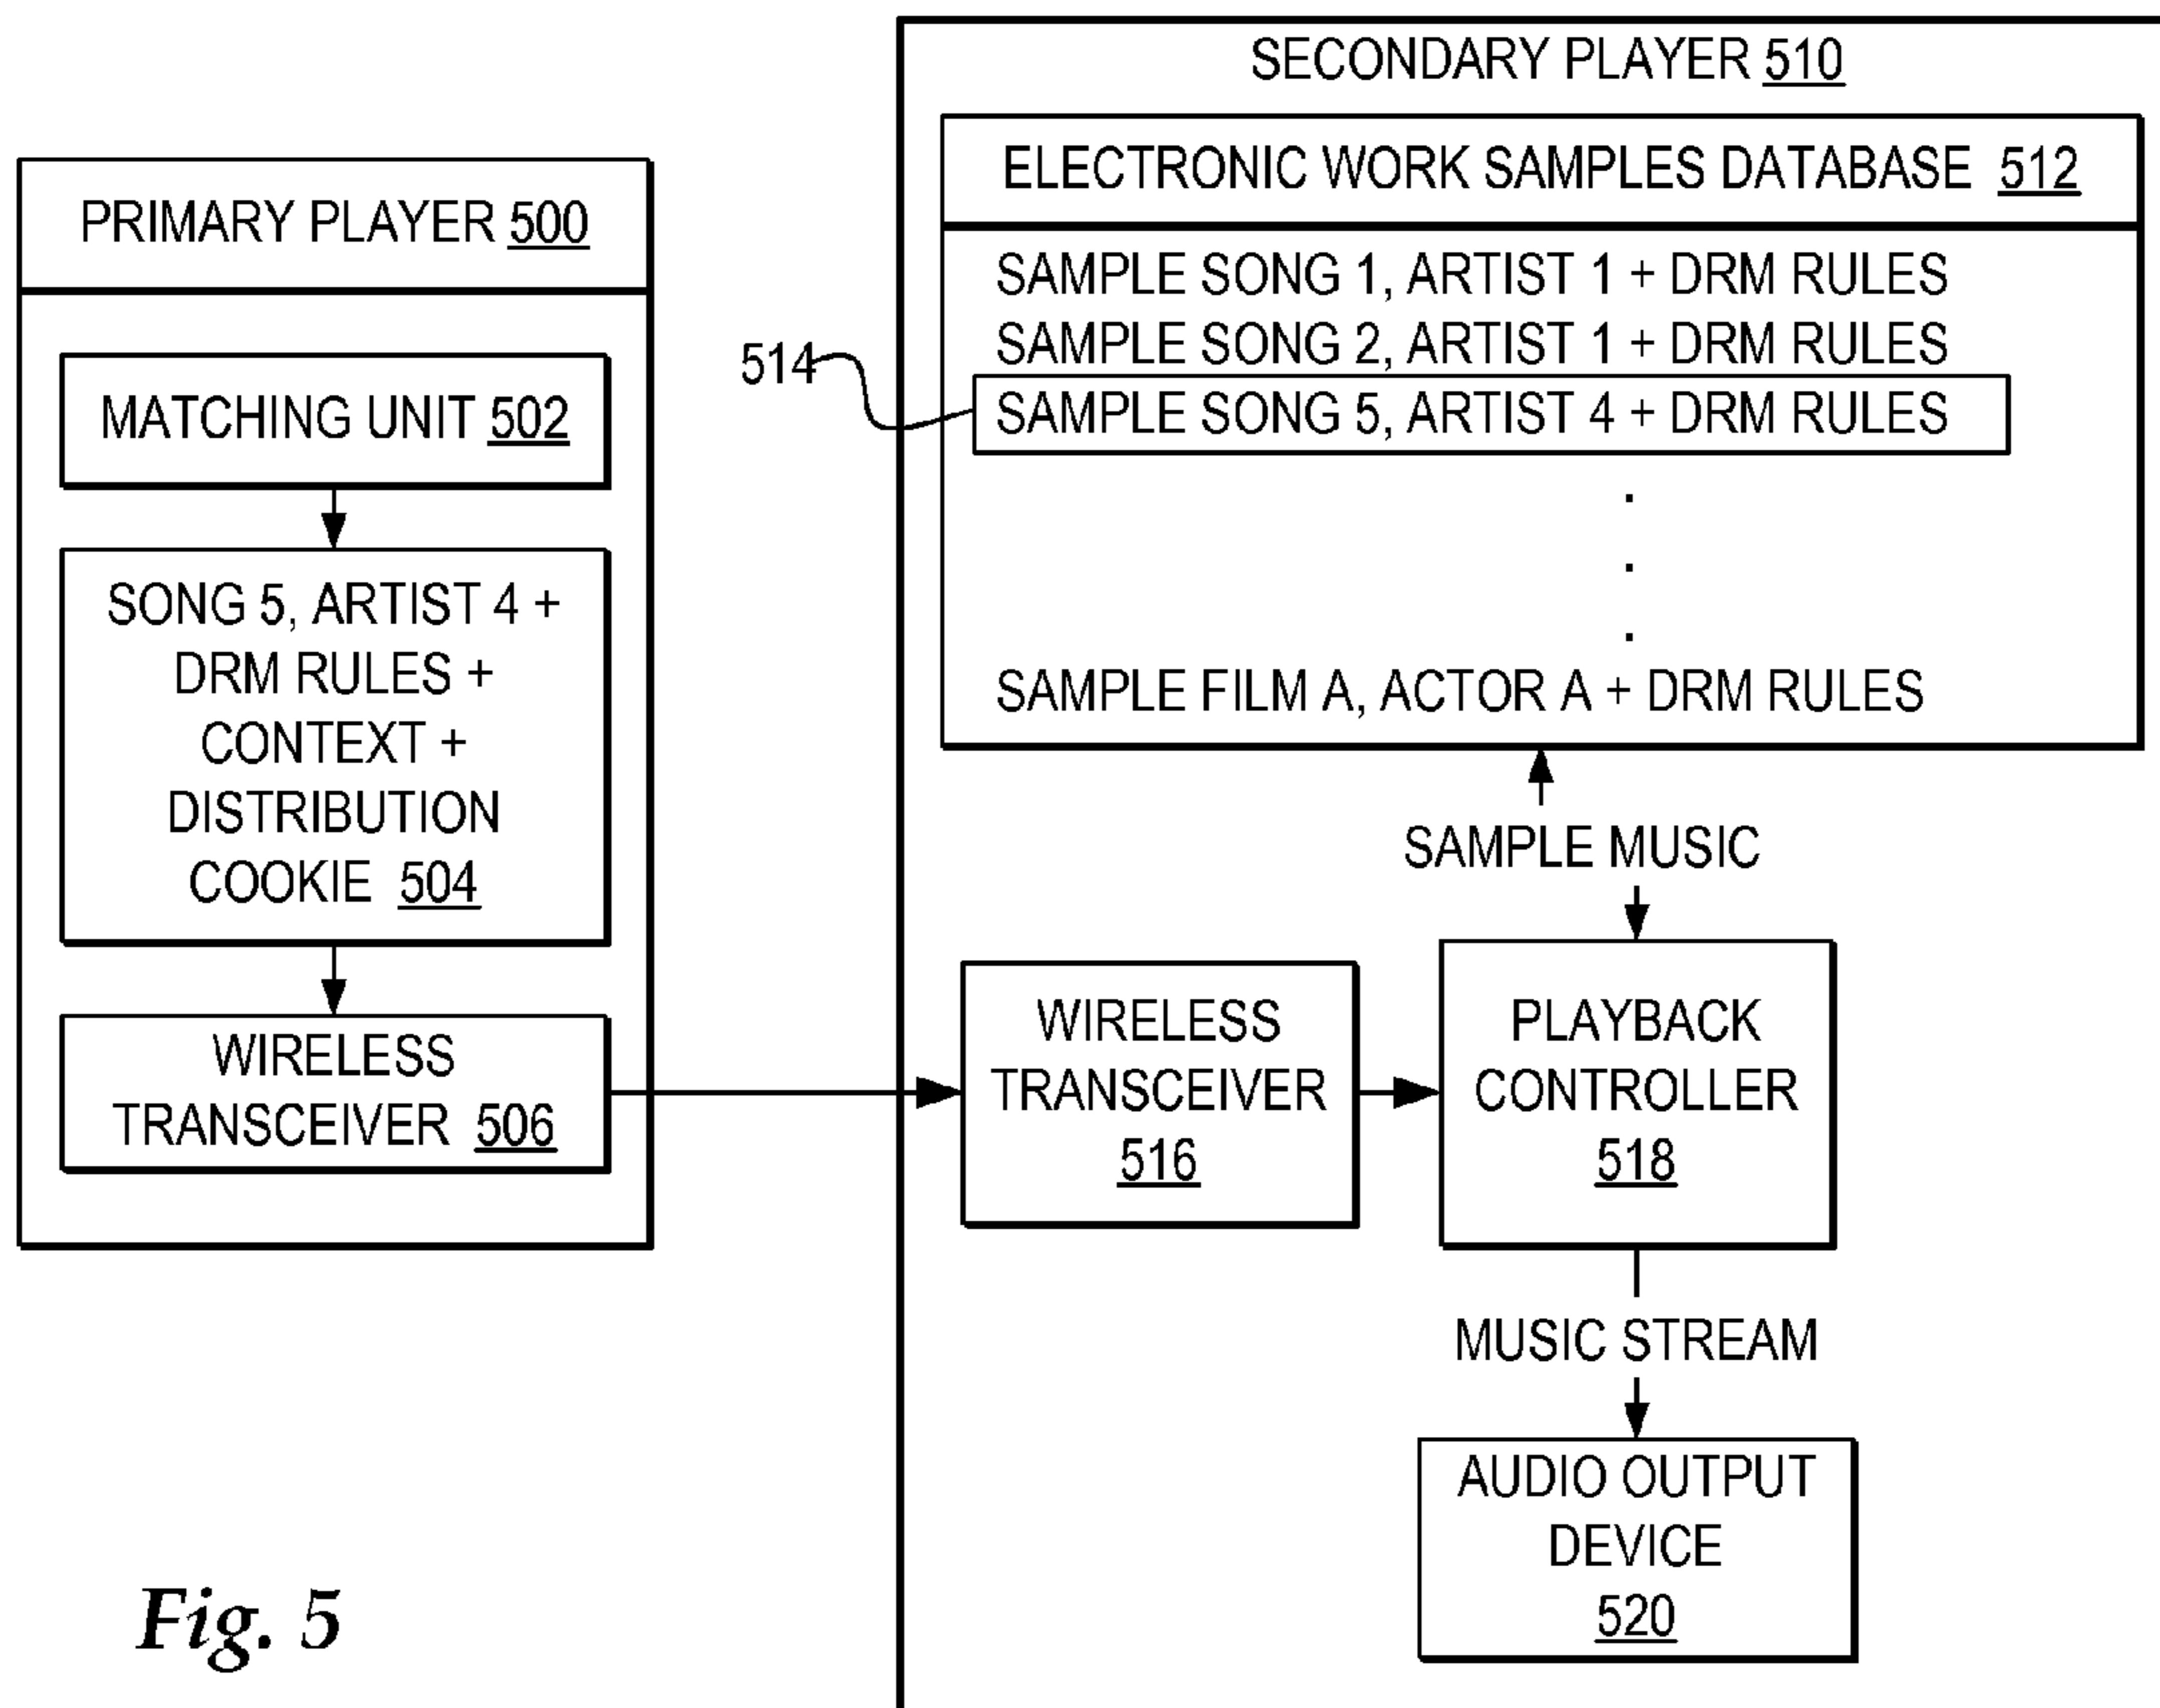 PRIMARY PLAYER 500
MATCHING UNIT 502
SONG 5, ARTIST 4 +
DRM RULES +
CONTEXT +
DISTRIBUTION
COOKIE 504
WIRELESS
TRANSCEIVER 506
SECONDARY PLAYER 510
ELECTRONIC WORK SAMPLES DATABASE 512
SAMPLE SONG 1, ARTIST 1 + DRM RULES
SAMPLE SONG 2, ARTIST 1 + DRM RULES
514
SAMPLE SONG 5, ARTIST 4 + DRM RULES
.
.
.
SAMPLE FILM A, ACTOR A + DRM RULES
SAMPLE MUSIC
WIRELESS
TRANSCEIVER
516
PLAYBACK
CONTROLLER
518
MUSIC STREAM
AUDIO OUTPUT
DEVICE
520
Fig. 5